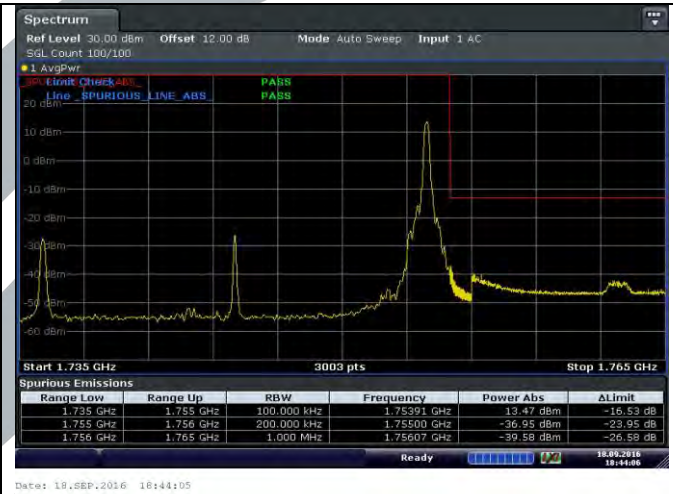 Spectrum
Ref Level 30.00 dBm Offset 12.00 dB Mode Auto Sweep Input 1 AC
SGL Count 100/100
1 AvgPwr
Limit Check PASS
Line _SPURIOUS_LINE_ABS_ PASS
20 dBm
10 dBm
0 dBm
-10 dBm
-20 dBm
-30 dBm
-40 dBm
-50 dBm
-60 dBm
Start 1.735 GHz 3003 pts Stop 1.765 GHz
Spurious Emissions
Range Low Range Up RBW Frequency Power Abs ΔLimit
1.735 GHz 1.755 GHz 100.000 kHz 1.75391 GHz 13.47 dBm -16.53 dB
1.755 GHz 1.756 GHz 200.000 kHz 1.75500 GHz -36.95 dBm -23.95 dB
1.756 GHz 1.765 GHz 1.000 MHz 1.75607 GHz -39.58 dBm -26.58 dB
Ready 18.09.2016
18:44:06
Date: 18.SEP.2016 18:44:05